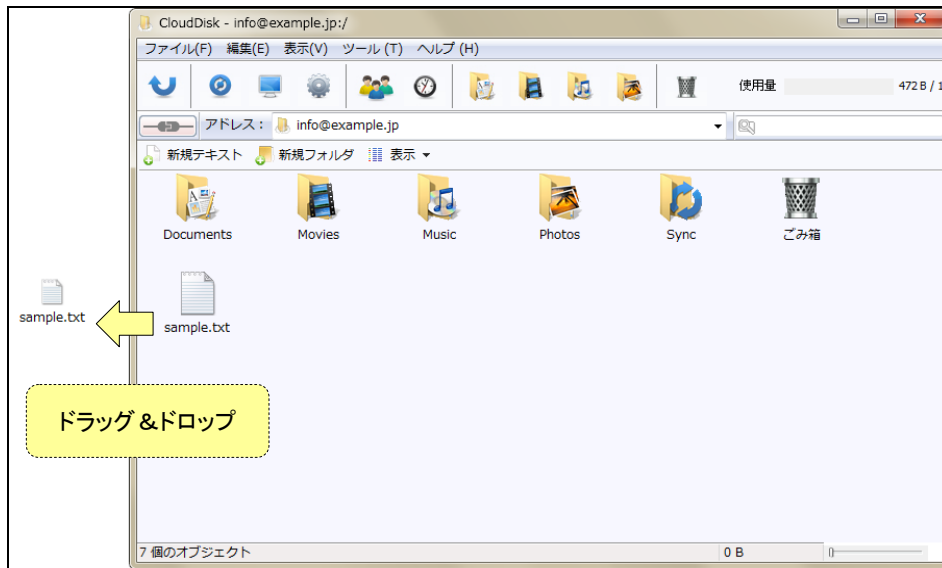 CloudDisk - info@example.jp:/
ファイル(F) 編集(E) 表示(V) ツール (T) ヘルプ (H)
使用量 472 B / 1
アドレス: info@example.jp
新規テキスト 新規フォルダ 表示
Documents Movies Music Photos Sync ごみ箱
sample.txt
sample.txt
ドラッグ &ドロップ
7 個のオブジェクト 0 B